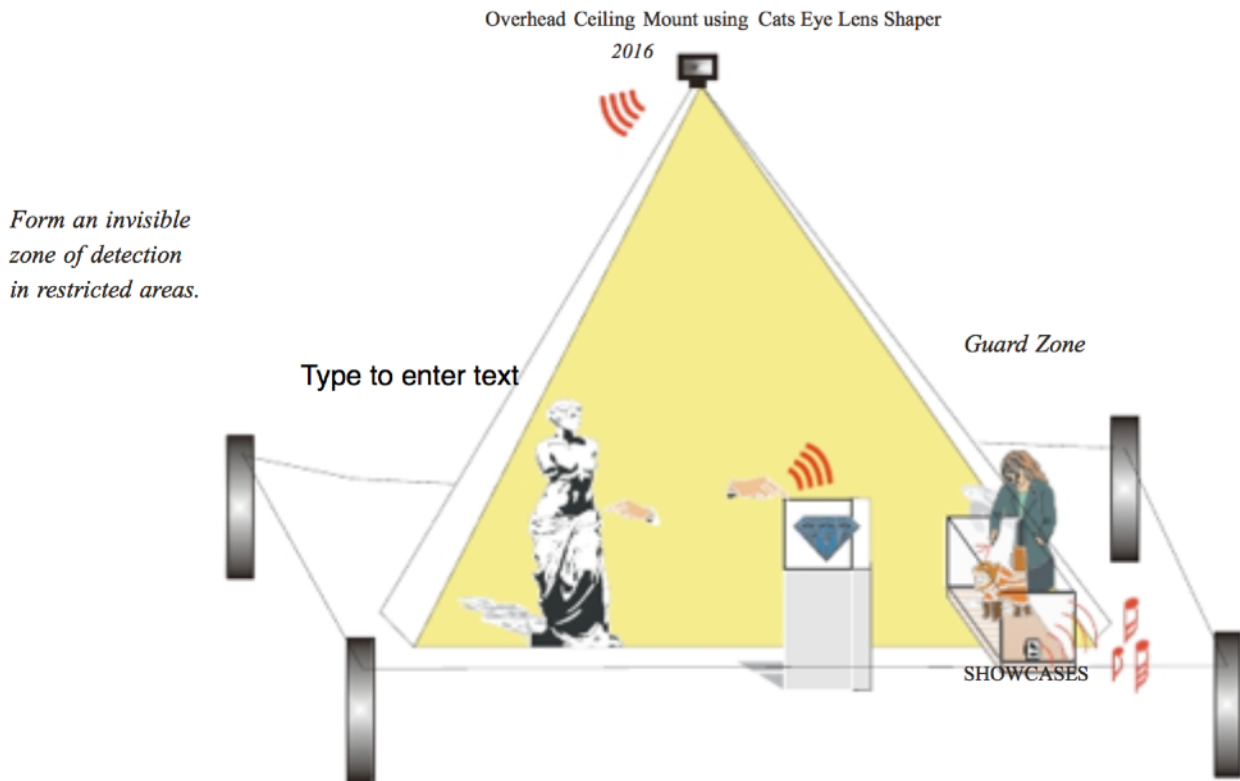 Overhead Ceiling Mount using Cats Eye Lens Shaper
2016
Form an invisible
zone of detection
in restricted areas.
Guard Zone
Type to enter text
SHOWCASES